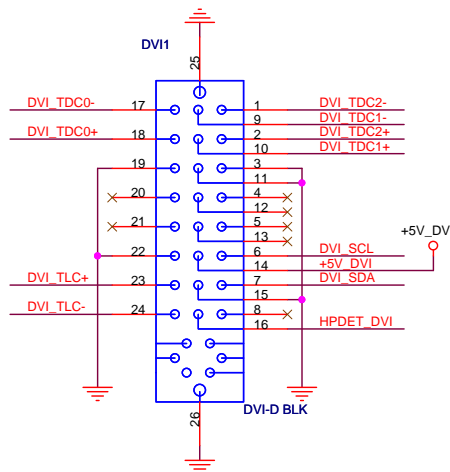 DVI1
25
DVI_TDC0- 17 1 DVI_TDC2-
9 DVI_TDC1-
DVI_TDC0+ 18 2 DVI_TDC2+
10 DVI_TDC1+
19 3
11
20 4
12
21 5
13
+5V_DV
22 6 DVI_SCL
14 +5V_DVI
DVI_TLC+ 23 7 DVI_SDA
15
DVI_TLC- 24 8
16 HPDET_DVI
DVI-D BLK
26